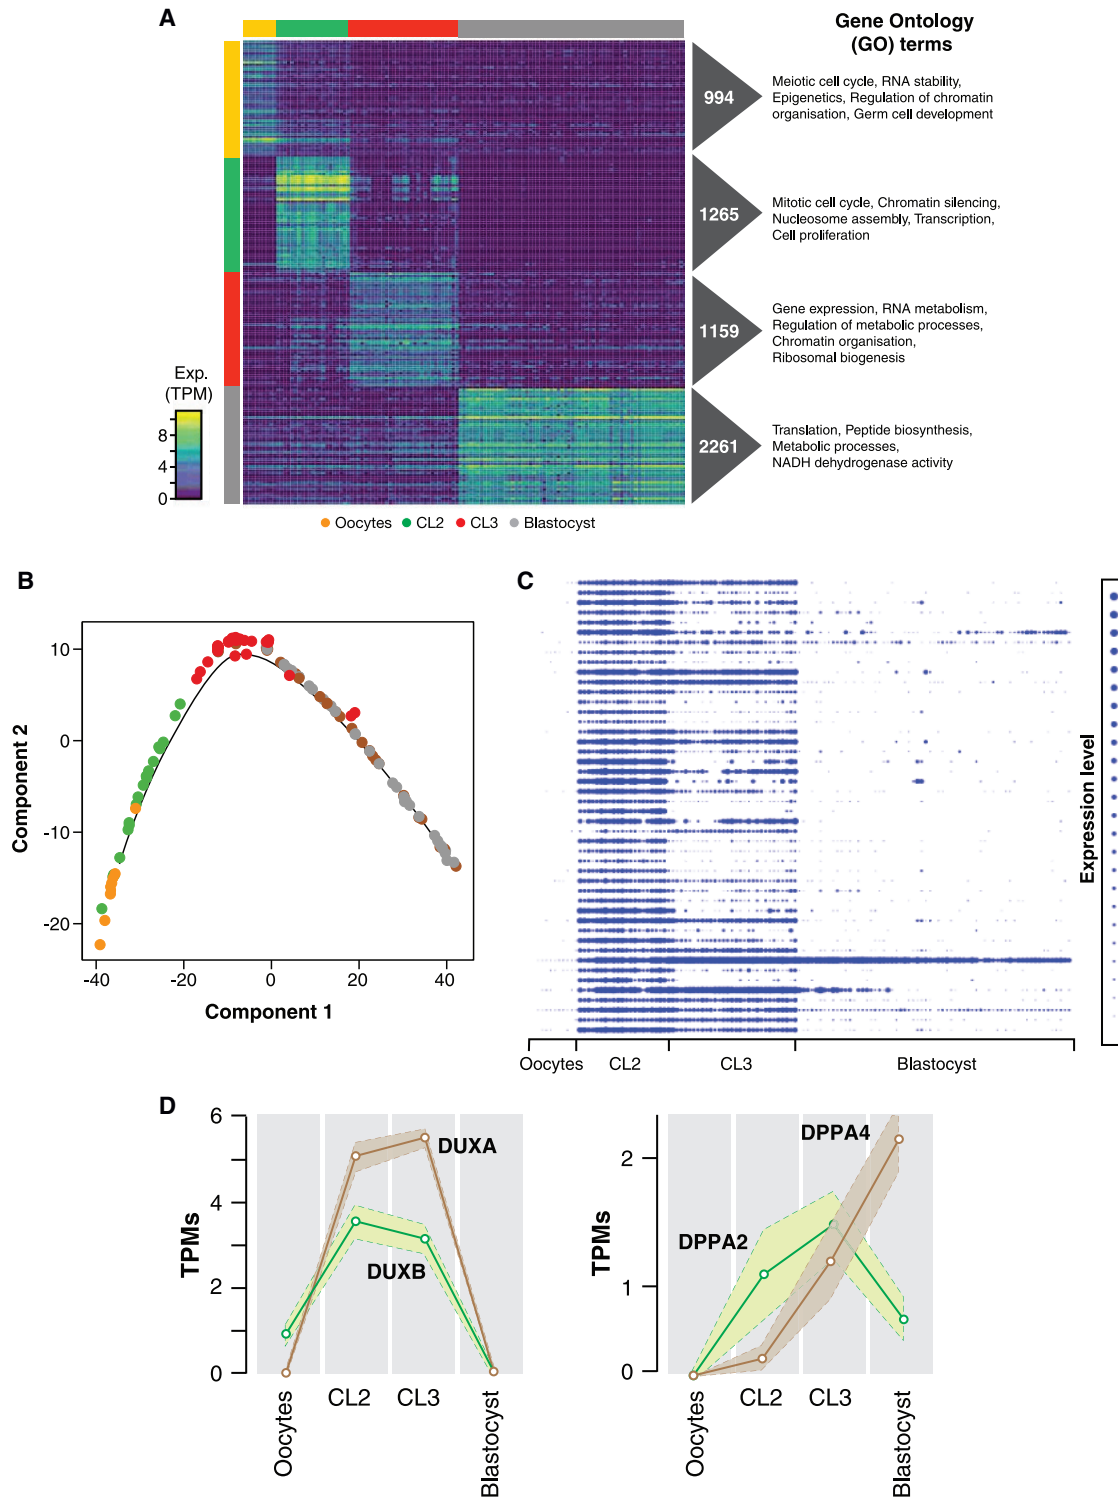 A
Gene Ontology
(GO) terms
994
Meiotic cell cycle, RNA stability,
Epigenetics, Regulation of chromatin
organisation, Germ cell development
1265
Mitotic cell cycle, Chromatin silencing,
Nucleosome assembly, Transcription,
Cell proliferation
1159
Gene expression, RNA metabolism,
Regulation of metabolic processes,
Chromatin organisation,
Ribosomal biogenesis
2261
Translation, Peptide biosynthesis,
Metabolic processes,
NADH dehydrogenase activity
Exp.
(TPM)
8
4
0
Oocytes
CL2
CL3
Blastocyst
B
10
0
-10
-20
Component 2
-40
-20
0
20
40
Component 1
C
Expression level
Oocytes
CL2
CL3
Blastocyst
D
6
4
2
0
TPMs
DUXA
DUXB
Oocytes
CL2
CL3
Blastocyst
2
1
0
TPMs
DPPA4
DPPA2
Oocytes
CL2
CL3
Blastocyst